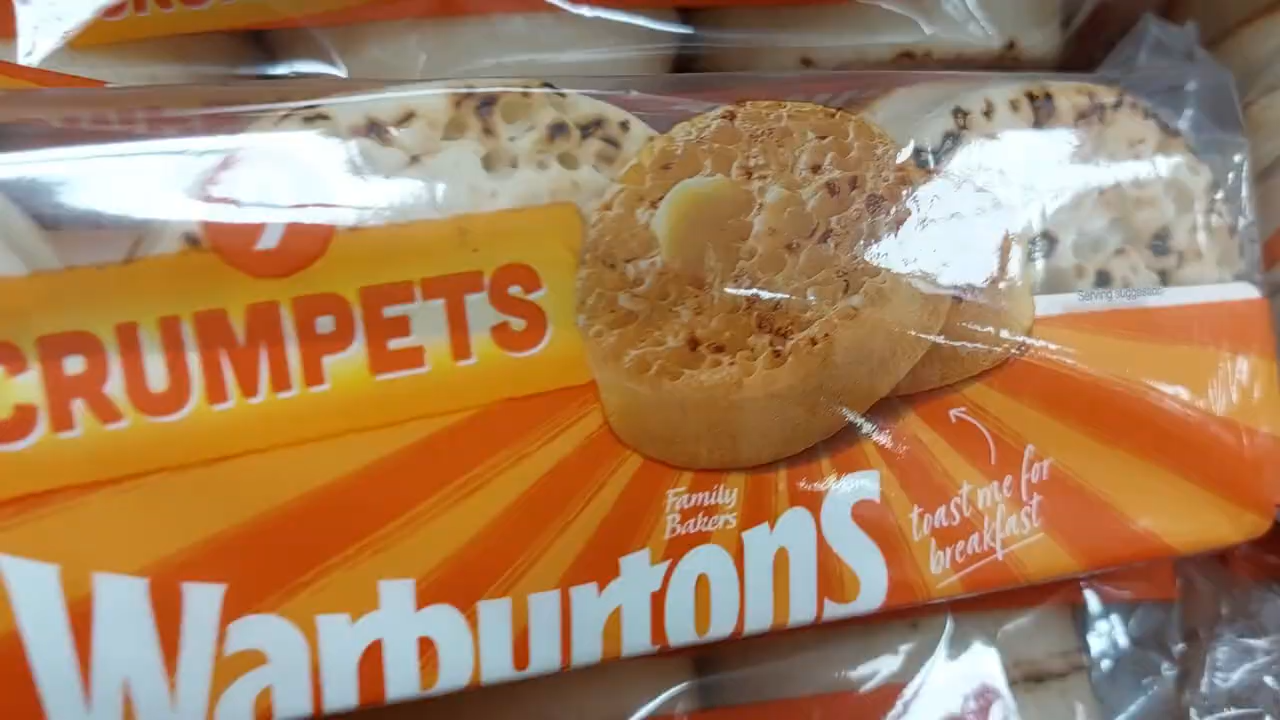 CRUMPETS
Serving suggestion
Family
Bakers
Warburtons
toast me for
breakfast